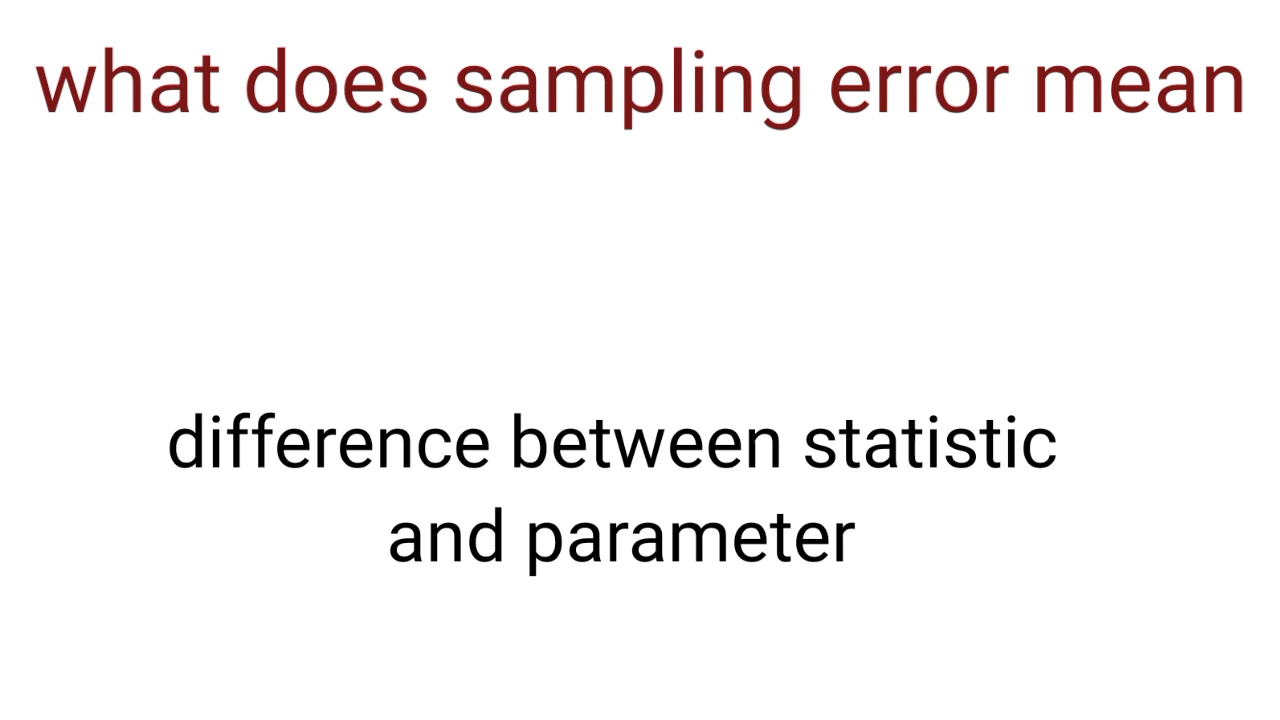 what does sampling error mean
difference between statistic
and parameter